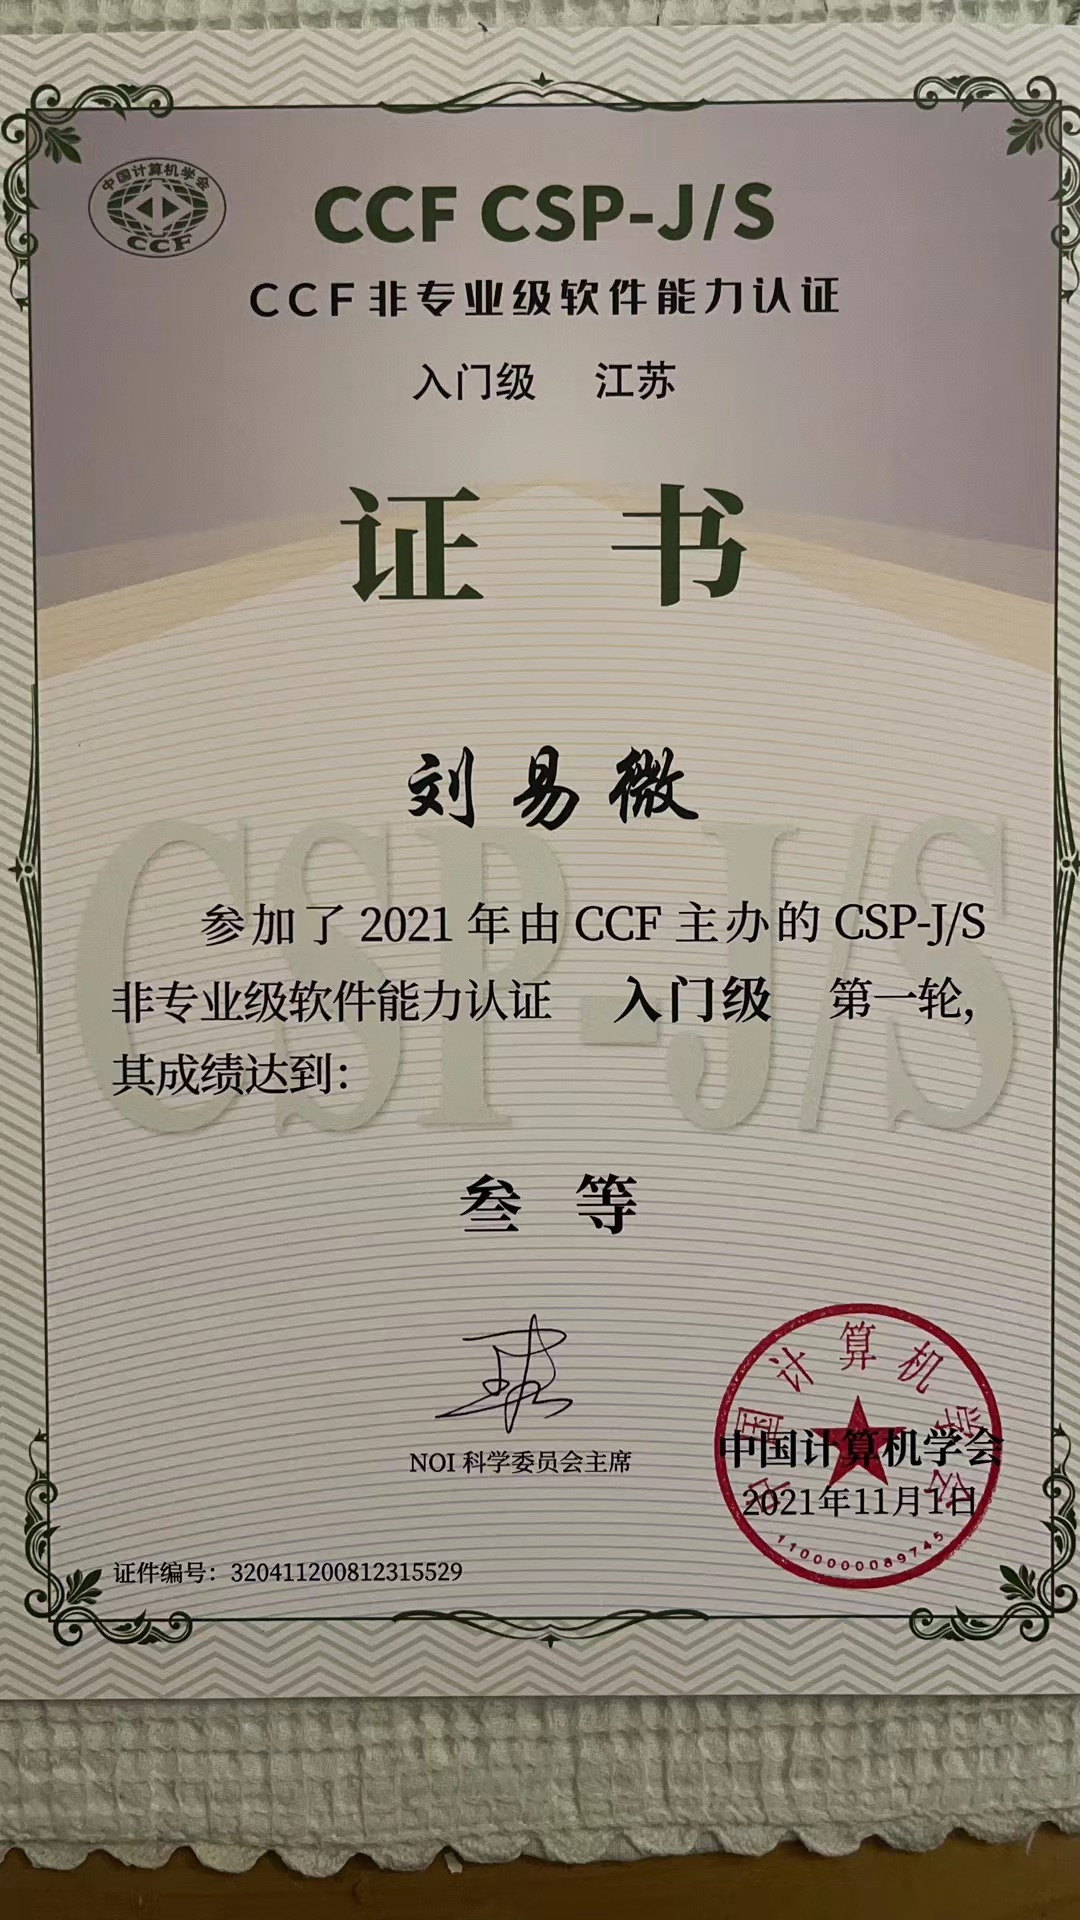 中国计算机学会
CCF
CCF CSP-J/S
CCF非专业级软件能力认证
入门级 江苏
证 书
刘易微
CSP-J/S
参加了 2021 年由 CCF 主办的 CSP-J/S
非专业级软件能力认证 入门级 第一轮,
其成绩达到:
叁 等
NOI 科学委员会主席
中国计算机学会
中国计算机学会
2021年11月1日
1100000089745
证件编号：320411200812315529